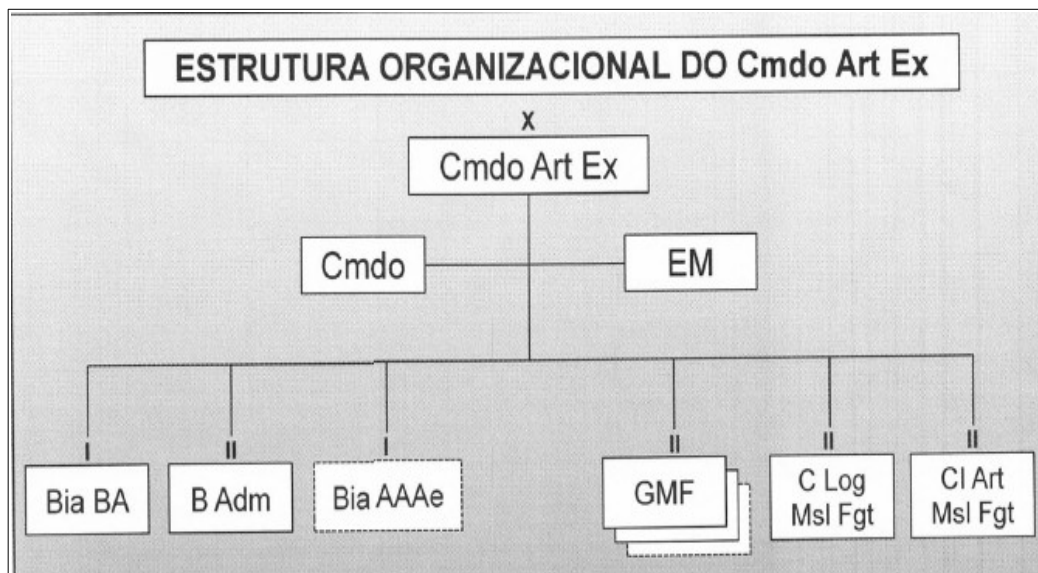 ESTRUTURA ORGANIZACIONAL DO Cmdo Art Ex
X
Cmdo Art Ex
Cmdo
EM
I
II
I
II
II
II
Bia BA
B Adm
Bia AAAe
GMF
C Log
Msl Fgt
CI Art
Msl Fgt